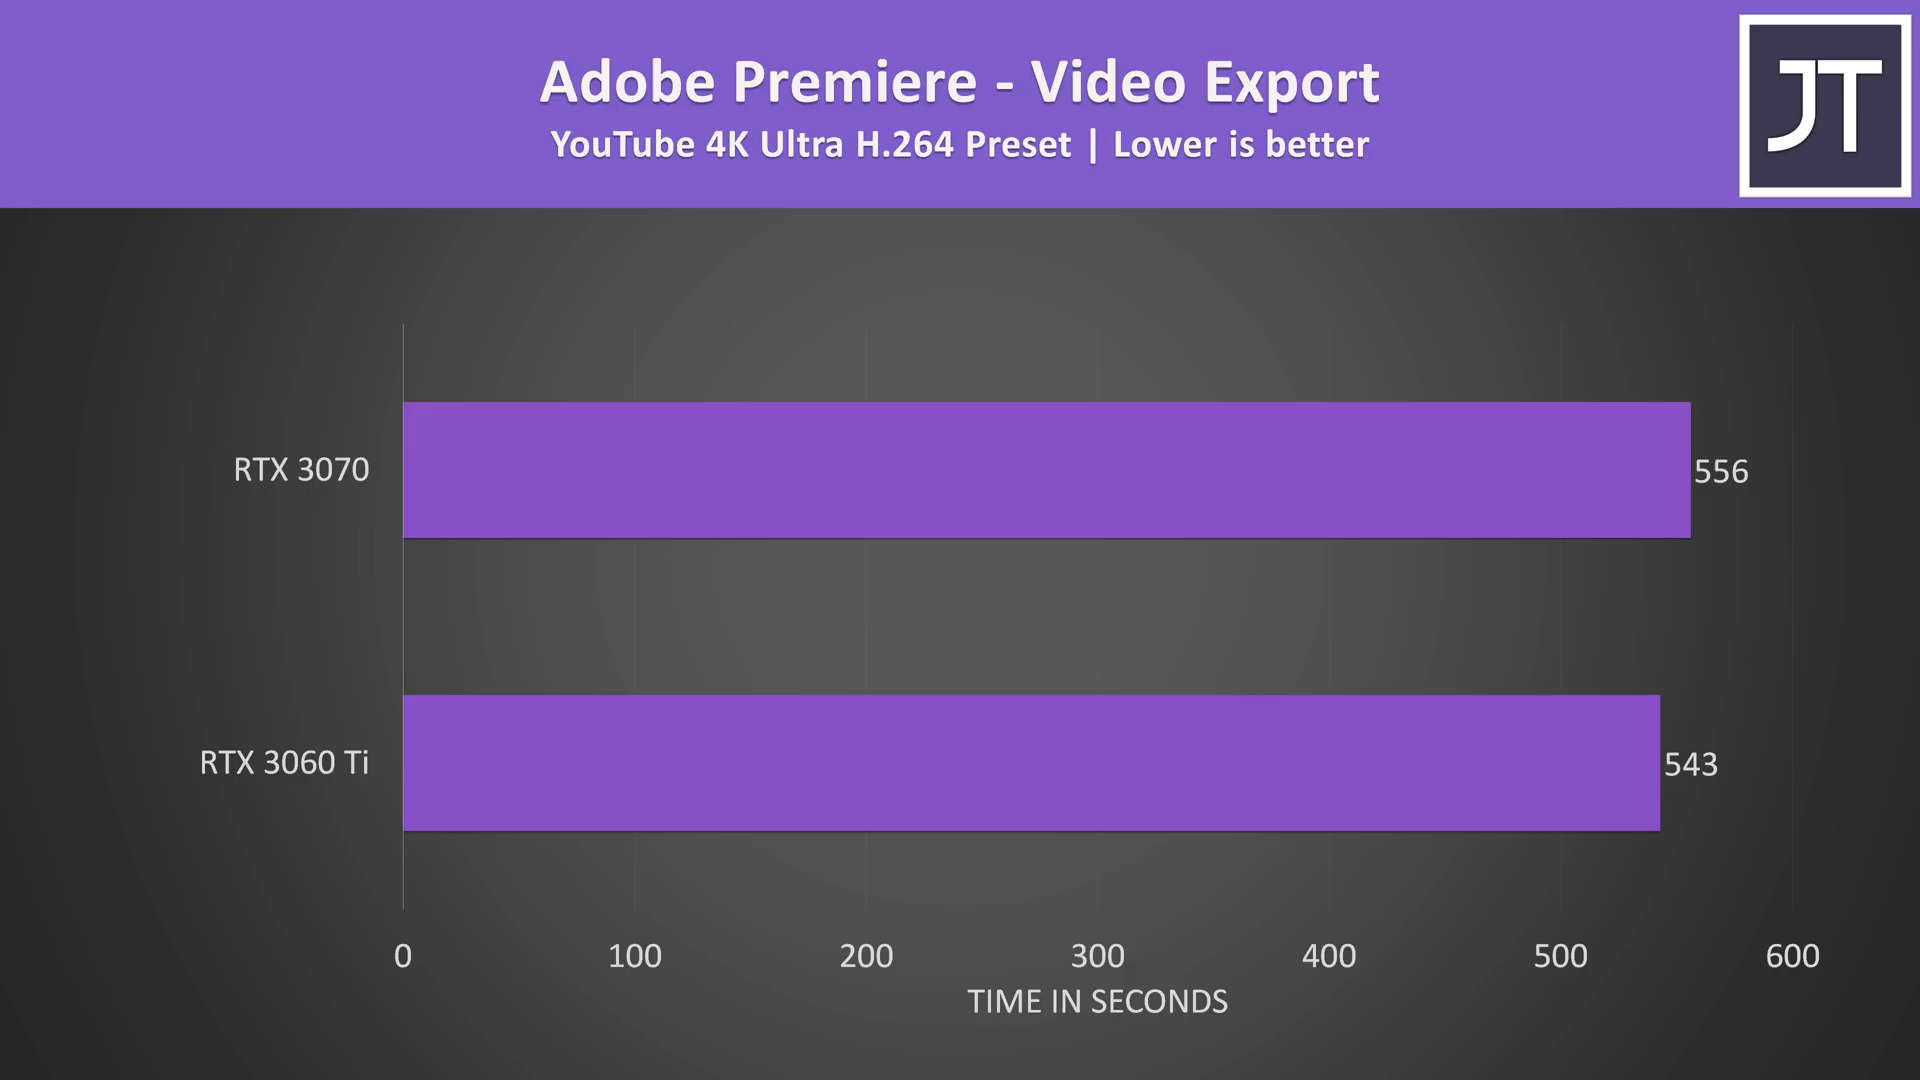 Adobe Premiere - Video Export
YouTube 4K Ultra H.264 Preset | Lower is better
JT
RTX 3070
556
RTX 3060 Ti
543
0 100 200 300 400 500 600
TIME IN SECONDS